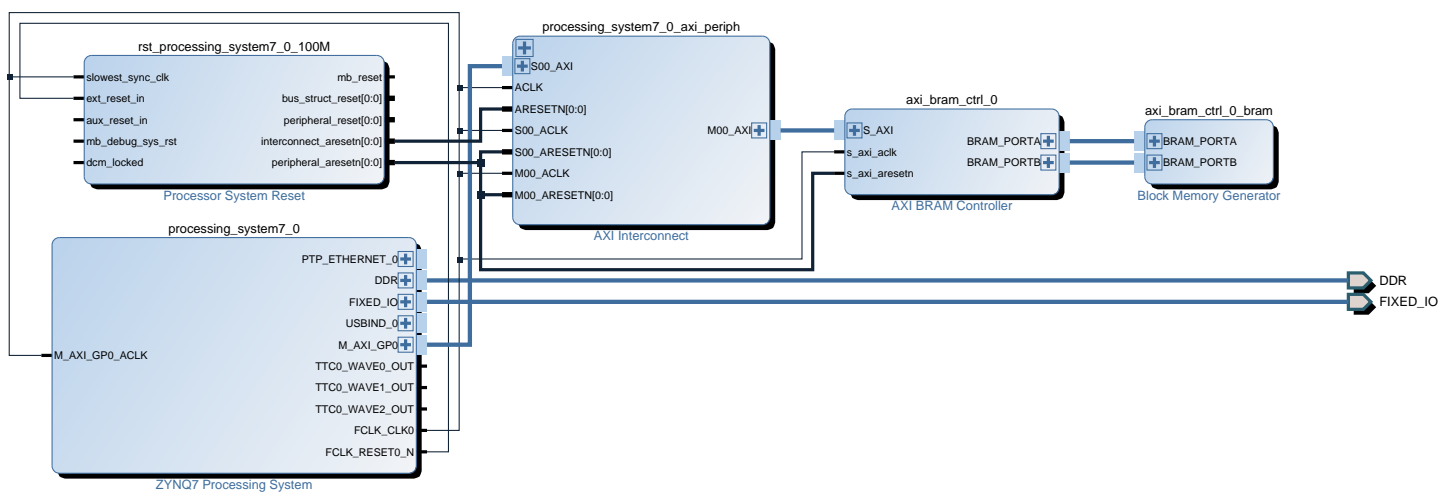 rst_processing_system7_0_100M
slowest_sync_clk
ext_reset_in
aux_reset_in
mb_debug_sys_rst
dcm_locked
mb_reset
bus_struct_reset[0:0]
peripheral_reset[0:0]
interconnect_aresetn[0:0]
peripheral_aresetn[0:0]
Processor System Reset
processing_system7_0
M_AXI_GP0_ACLK
PTP_ETHERNET_0
DDR
FIXED_IO
USBIND_0
M_AXI_GP0
TTC0_WAVE0_OUT
TTC0_WAVE1_OUT
TTC0_WAVE2_OUT
FCLK_CLK0
FCLK_RESET0_N
ZYNQ7 Processing System
processing_system7_0_axi_periph
S00_AXI
ACLK
ARESETN[0:0]
S00_ACLK
S00_ARESETN[0:0]
M00_ACLK
M00_ARESETN[0:0]
M00_AXI
AXI Interconnect
axi_bram_ctrl_0
S_AXI
s_axi_aclk
s_axi_aresetn
BRAM_PORTA
BRAM_PORTB
AXI BRAM Controller
axi_bram_ctrl_0_bram
BRAM_PORTA
BRAM_PORTB
Block Memory Generator
DDR
FIXED_IO